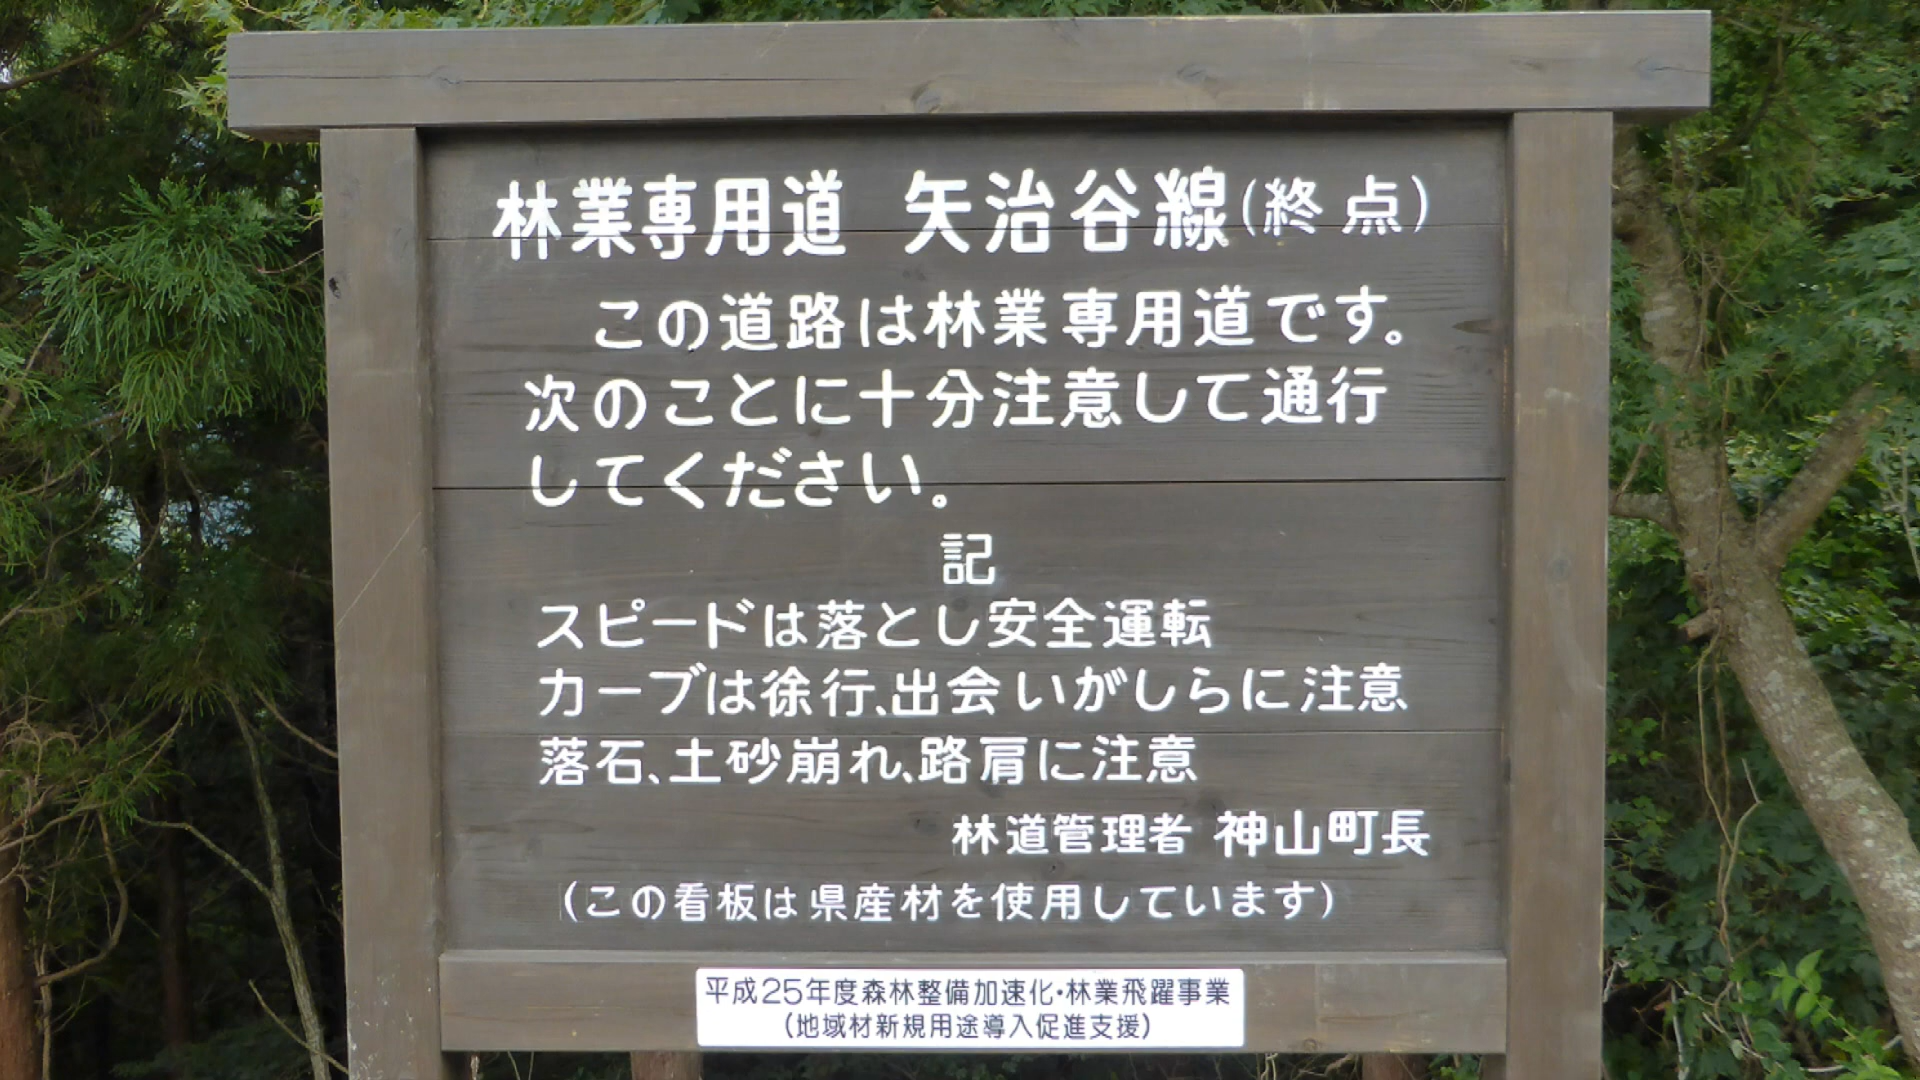 林業専用道 矢治谷線(終点)
この道路は林業専用道です。
次のことに十分注意して通行
してください。
記
スピードは落とし安全運転
カーブは徐行、出会いがしらに注意
落石、土砂崩れ、路肩に注意
林道管理者 神山町長
(この看板は県産材を使用しています)
平成25年度森林整備加速化・林業飛躍事業
(地域材新規用途導入促進支援)